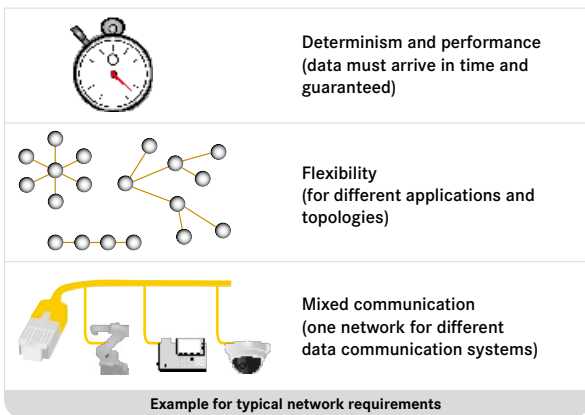 Determinism and performance
(data must arrive in time and
guaranteed)
Flexibility
(for different applications and
topologies)
Mixed communication
(one network for different
data communication systems)
Example for typical network requirements